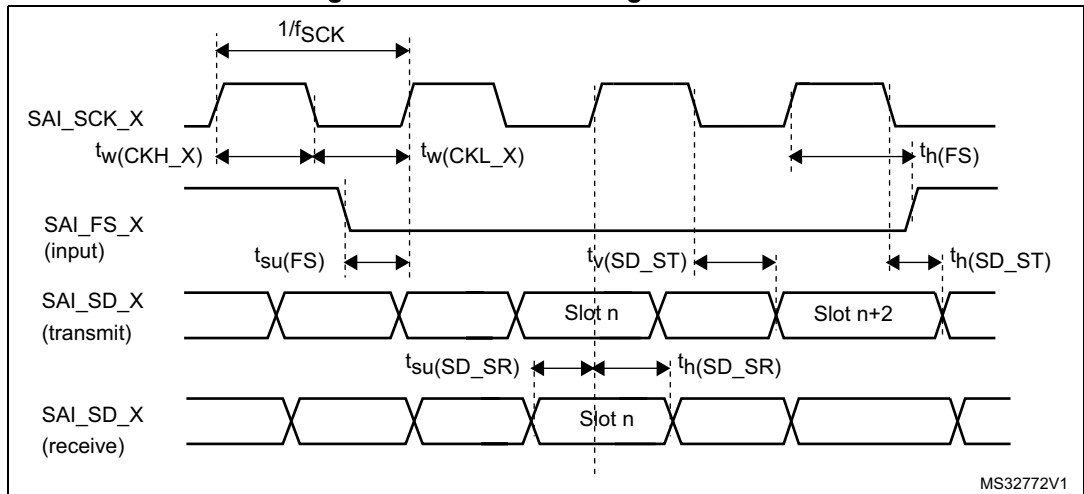 1/fSCK
SAI_SCK_X
tw(CKH_X)
tw(CKL_X)
th(FS)
SAI_FS_X
(input)
tsu(FS)
tv(SD_ST)
th(SD_ST)
SAI_SD_X
(transmit)
Slot n
Slot n+2
tsu(SD_SR)
th(SD_SR)
SAI_SD_X
(receive)
Slot n
MS32772V1